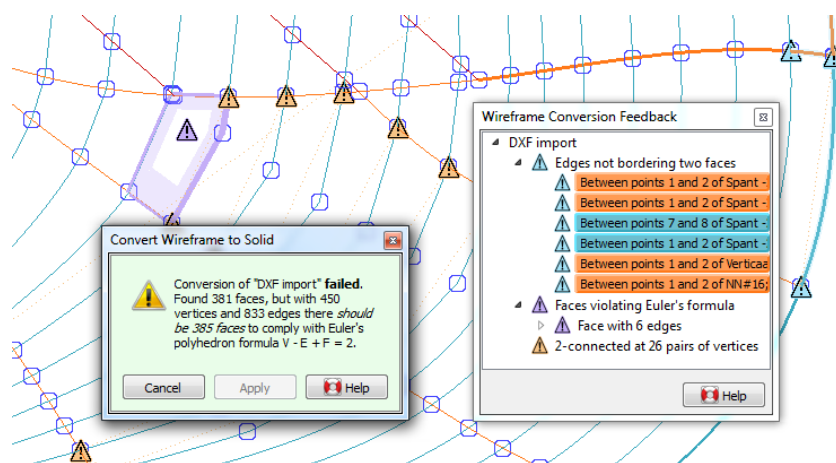 Wireframe Conversion Feedback
DXF import
Edges not bordering two faces
Between points 1 and 2 of Spant -
Between points 1 and 2 of Spant -
Between points 7 and 8 of Spant -
Between points 1 and 2 of Spant -
Between points 1 and 2 of Verticaa
Between points 1 and 2 of NN#16;
Faces violating Euler's formula
Face with 6 edges
2-connected at 26 pairs of vertices
Help
Convert Wireframe to Solid
Conversion of "DXF import" failed.
Found 381 faces, but with 450
vertices and 833 edges there should
be 385 faces to comply with Euler's
polyhedron formula V - E + F = 2.
Cancel
Apply
Help